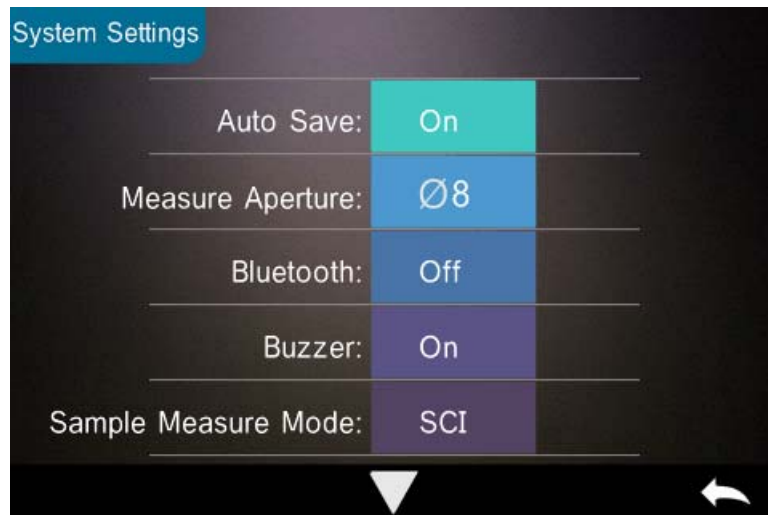 System Settings
Auto Save: On
Measure Aperture: Ø8
Bluetooth: Off
Buzzer: On
Sample Measure Mode: SCI